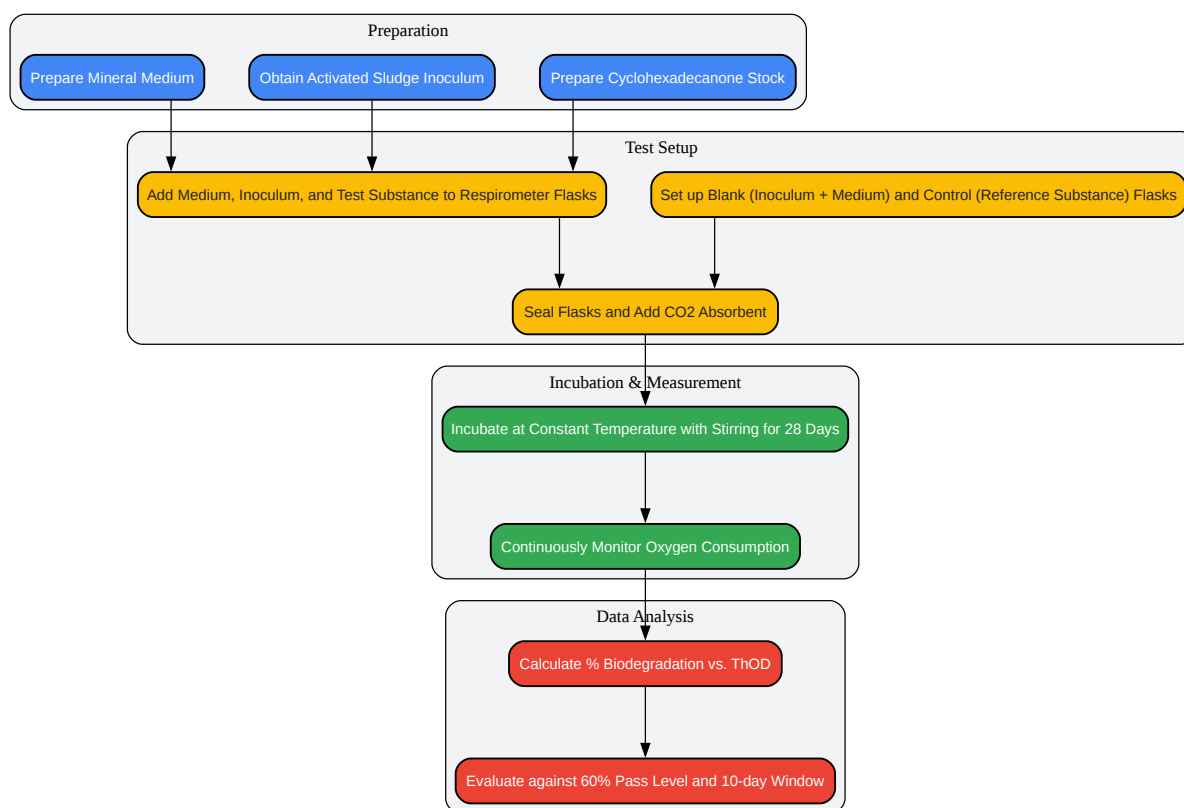 Preparation
Prepare Mineral Medium
Obtain Activated Sludge Inoculum
Prepare Cyclohexadecanone Stock
Test Setup
Add Medium, Inoculum, and Test Substance to Respirometer Flasks
Set up Blank (Inoculum + Medium) and Control (Reference Substance) Flasks
Seal Flasks and Add CO2 Absorbent
Incubation & Measurement
Incubate at Constant Temperature with Stirring for 28 Days
Continuously Monitor Oxygen Consumption
Data Analysis
Calculate % Biodegradation vs. ThOD
Evaluate against 60% Pass Level and 10-day Window